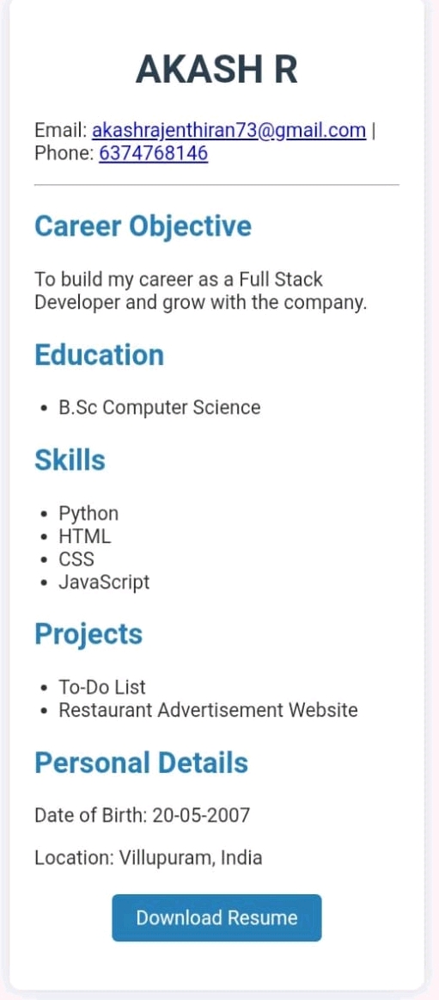 AKASH R
Email: akashrajenthiran73@gmail.com |
Phone: 6374768146
Career Objective
To build my career as a Full Stack
Developer and grow with the company.
Education
• B.Sc Computer Science
Skills
• Python
• HTML
• CSS
• JavaScript
Projects
• To-Do List
• Restaurant Advertisement Website
Personal Details
Date of Birth: 20-05-2007
Location: Villupuram, India
Download Resume